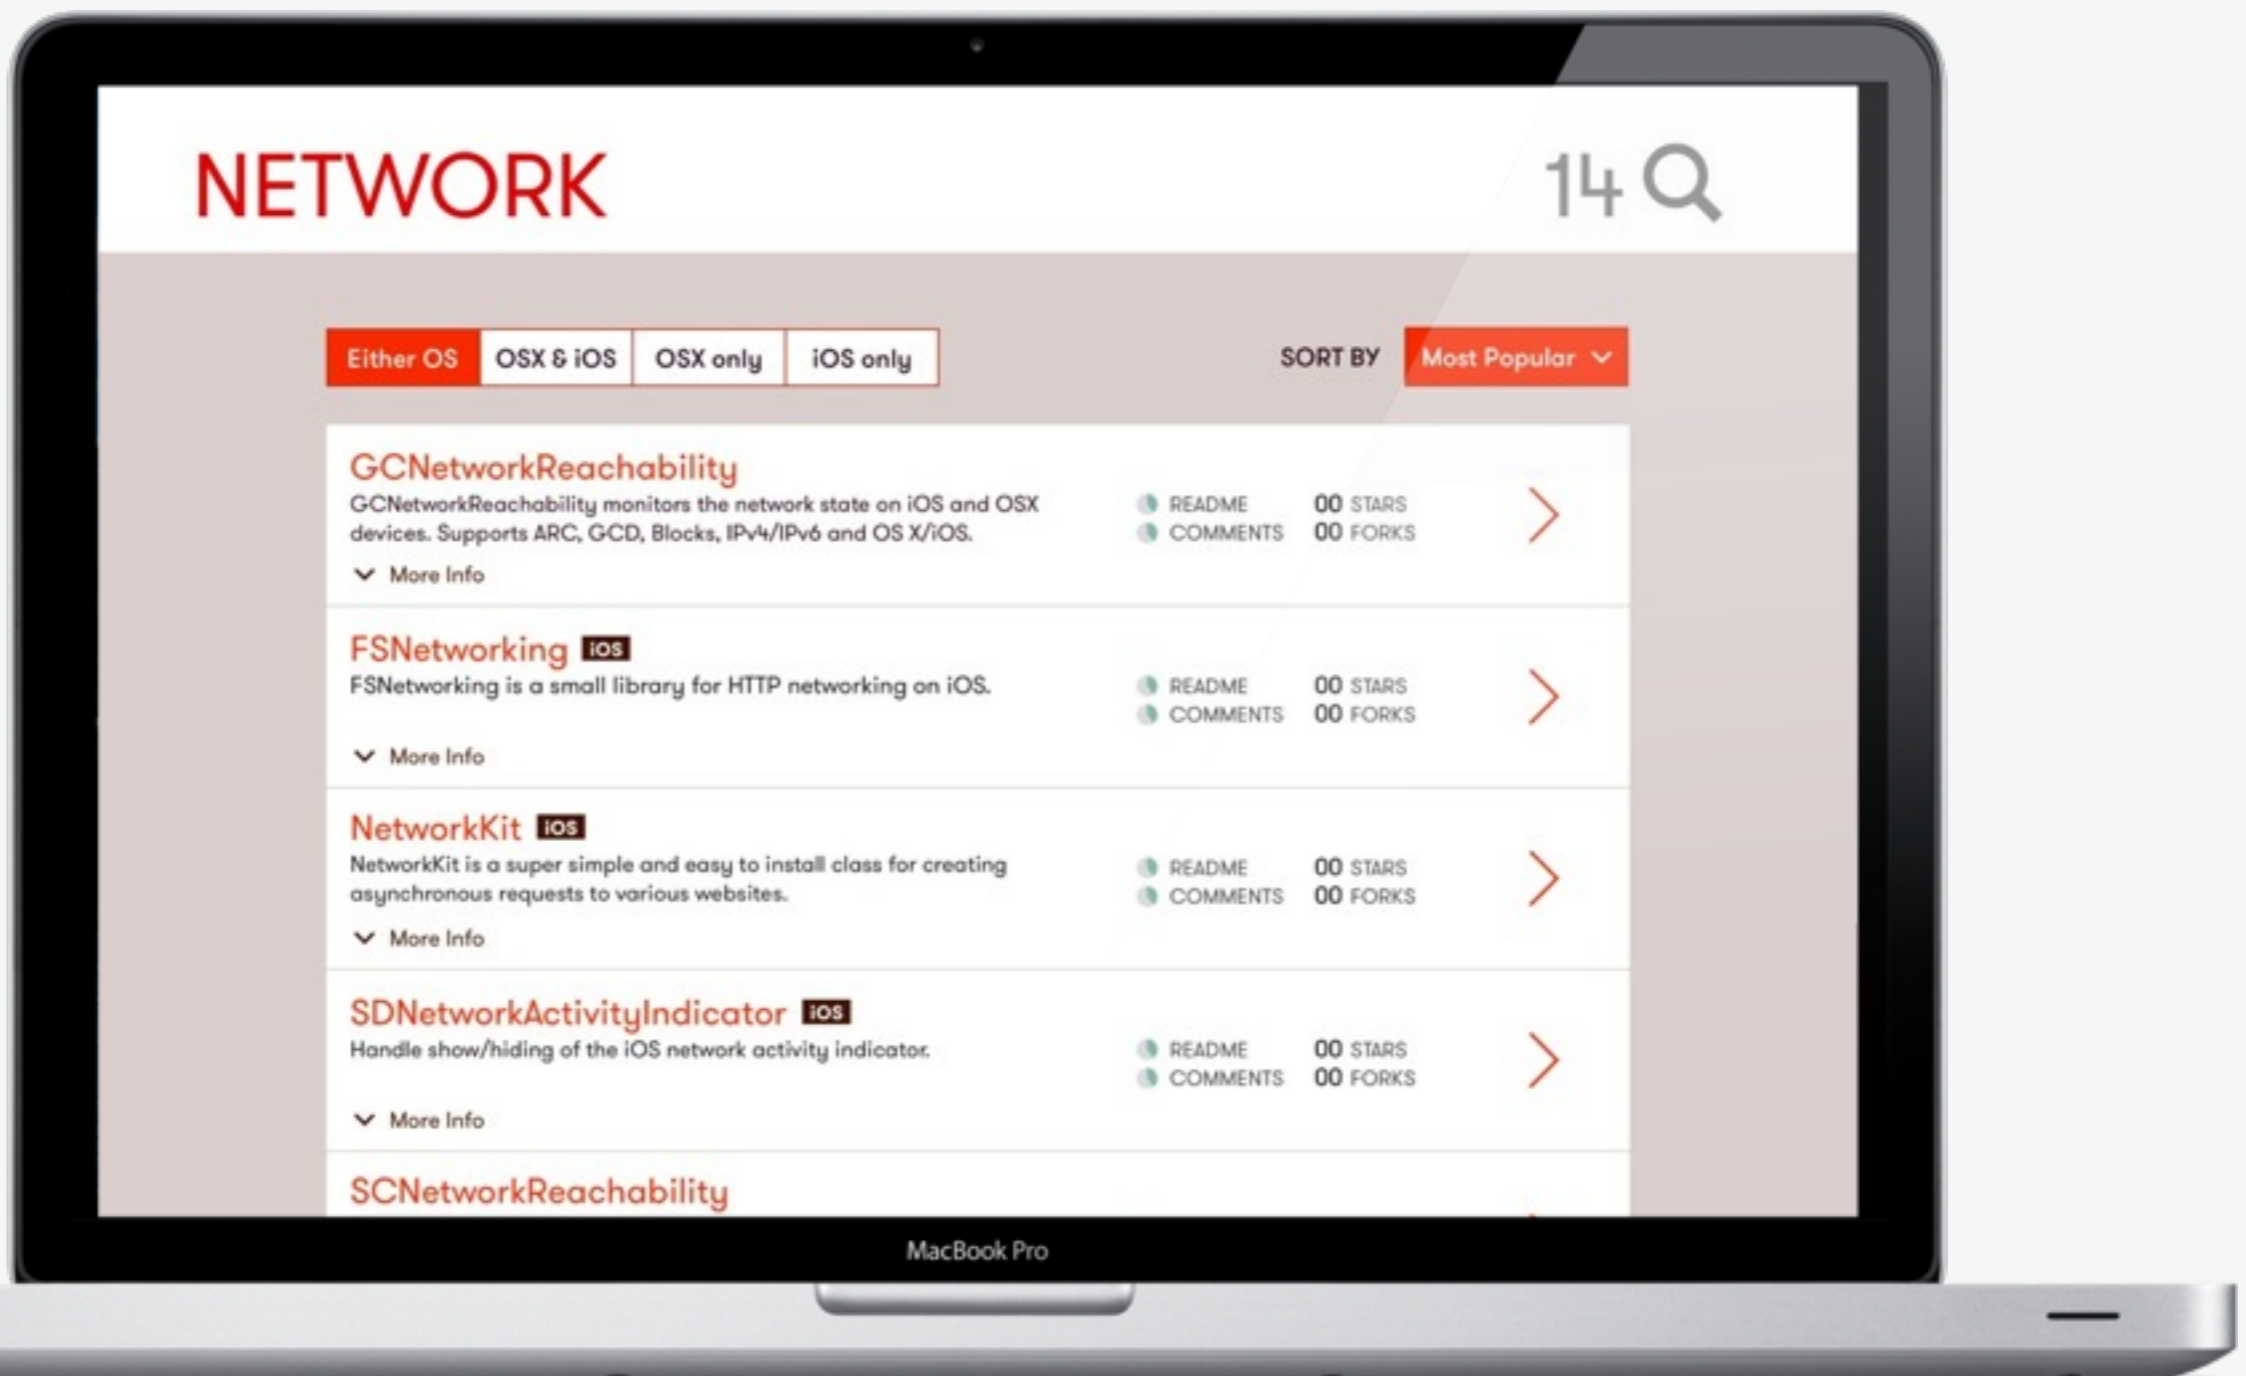 NETWORK 14
Either OS OSX & iOS OSX only iOS only SORT BY Most Popular
GCNetworkReachability
GCNetworkReachability monitors the network state on iOS and OSX
devices. Supports ARC, GCD, Blocks, IPv4/IPv6 and OS X/iOS.
README 00 STARS
COMMENTS 00 FORKS
More Info
FSNetworking iOS
FSNetworking is a small library for HTTP networking on iOS.
README 00 STARS
COMMENTS 00 FORKS
More Info
NetworkKit iOS
NetworkKit is a super simple and easy to install class for creating
asynchronous requests to various websites.
README 00 STARS
COMMENTS 00 FORKS
More Info
SDNetworkActivityIndicator iOS
Handle show/hiding of the iOS network activity indicator.
README 00 STARS
COMMENTS 00 FORKS
More Info
SCNetworkReachability
MacBook Pro